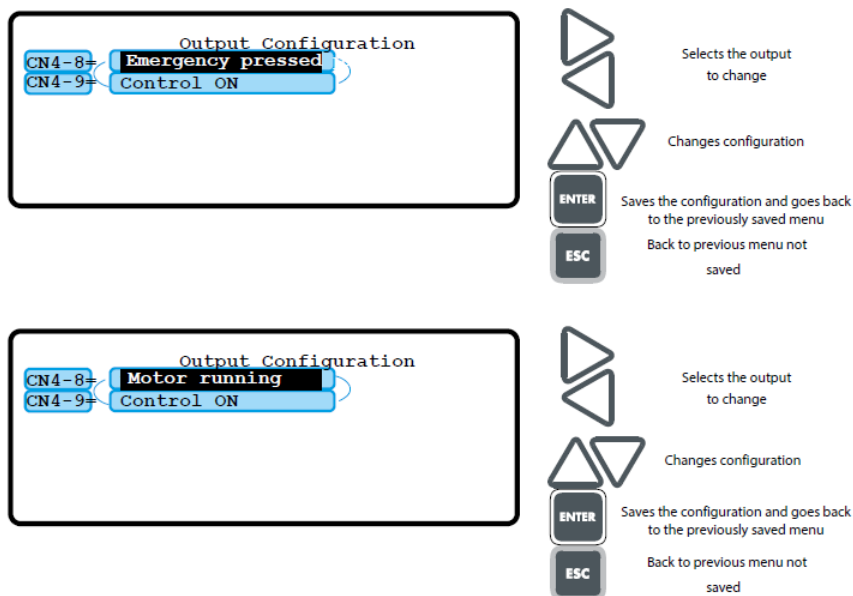 Output Configuration
CN4-8= Emergency pressed
CN4-9= Control ON
Selects the output
to change
Changes configuration
ENTER
Saves the configuration and goes back
to the previously saved menu
ESC
Back to previous menu not
saved
Output Configuration
CN4-8= Motor running
CN4-9= Control ON
Selects the output
to change
Changes configuration
ENTER
Saves the configuration and goes back
to the previously saved menu
ESC
Back to previous menu not
saved